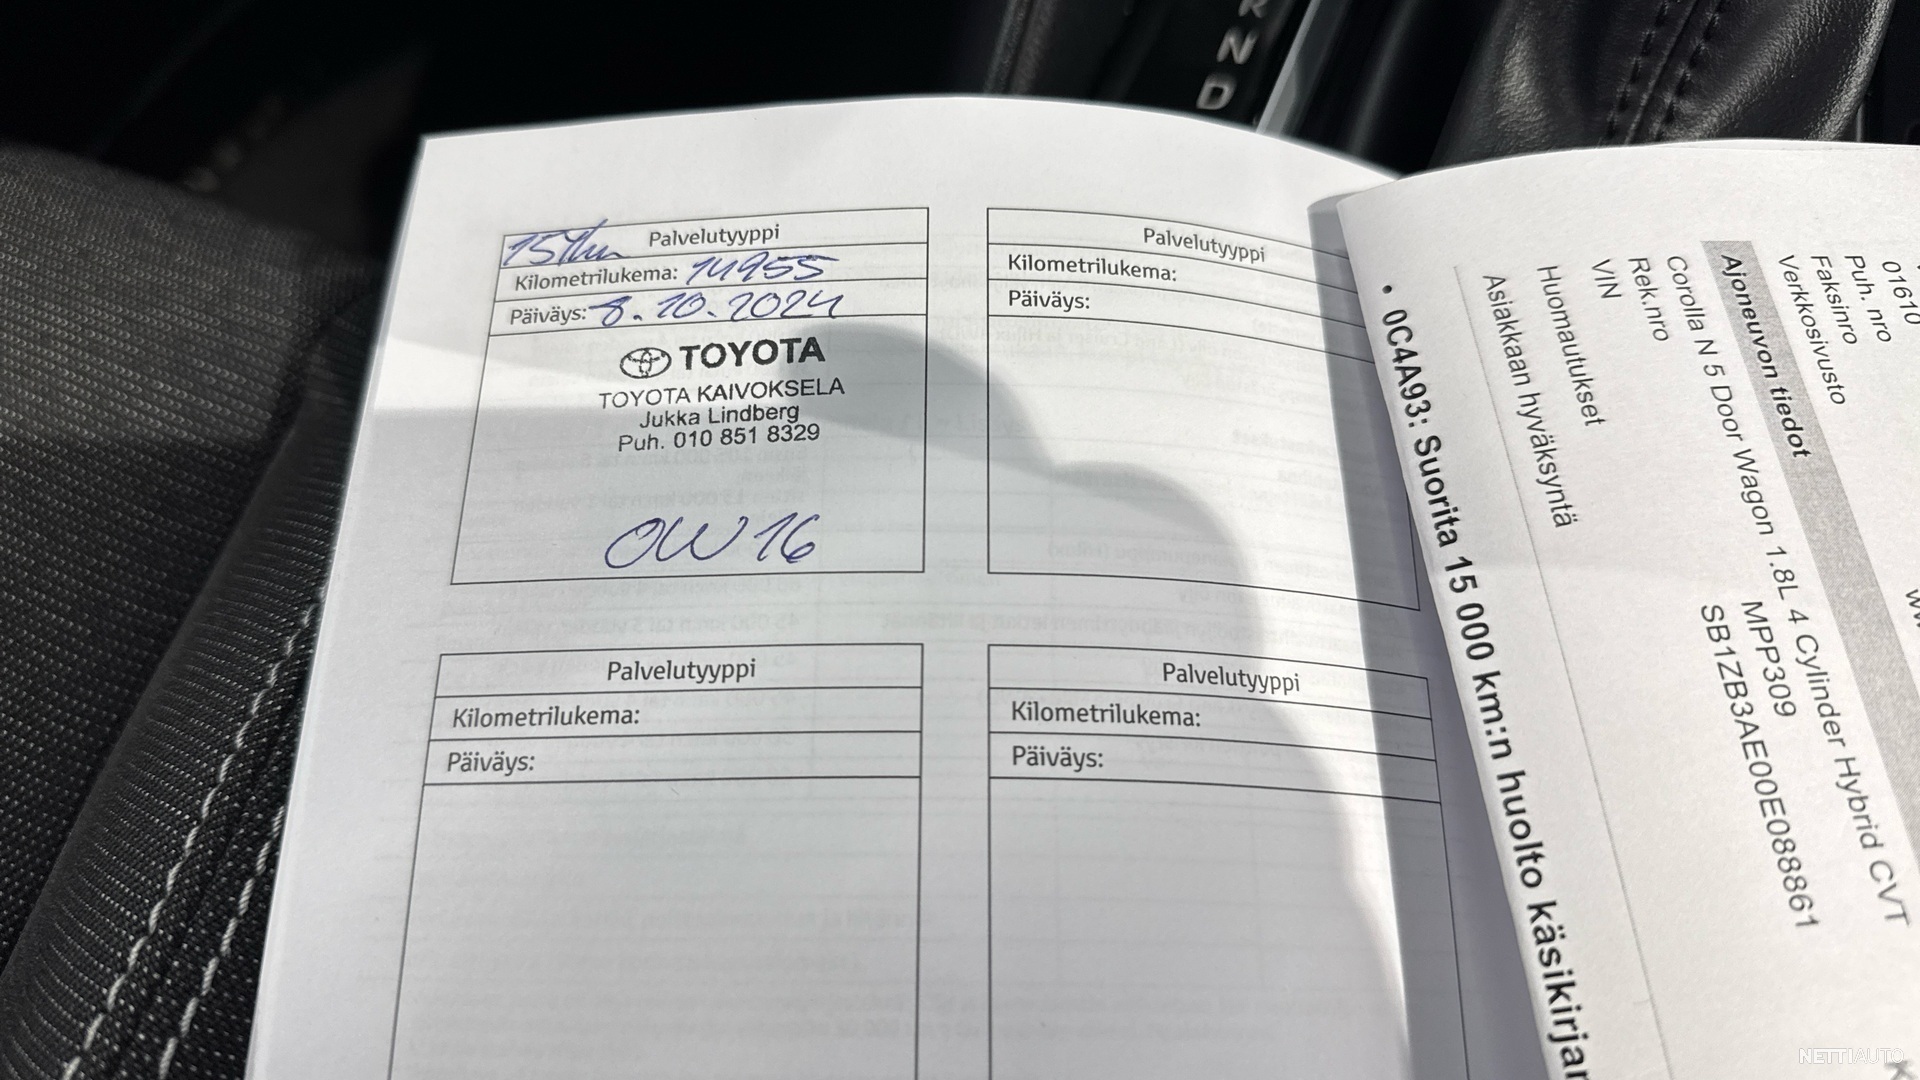 R
N
D
15Tkm Palvelutyyppi
Kilometrilukema: 14955
Päiväys: 8.10.2024
TOYOTA
TOYOTA KAIVOKSELA
Jukka Lindberg
Puh. 010 851 8329
OW16
Palvelutyyppi
Kilometrilukema:
Päiväys:
Palvelutyyppi
Kilometrilukema:
Päiväys:
Palvelutyyppi
Kilometrilukema:
Päiväys:
01610
Puh. nro
Faksinro
Verkkosivusto
Ajoneuvon tiedot
Corolla N 5 Door Wagon 1.8L 4 Cylinder Hybrid CVT
Rek.nro MPP309
VIN SB1ZB3AE00E088861
Huomautukset
Asiakkaan hyväksyntä
• 0C4A93: Suorita 15 000 km:n huolto käsikirjan
NETTIAUTO